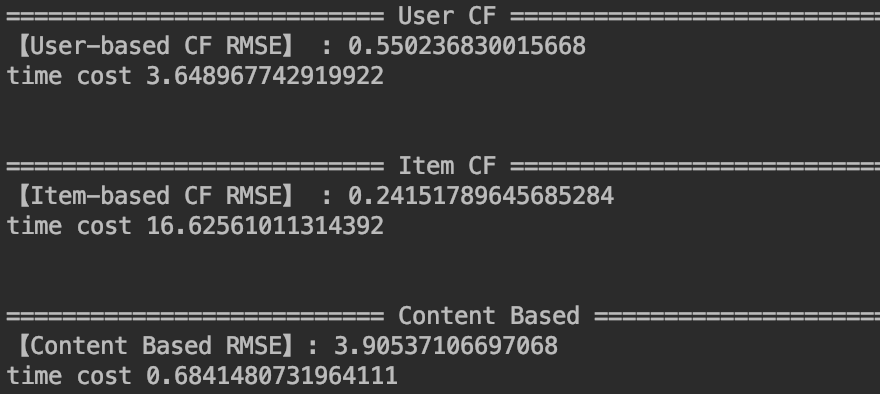 =========================== User CF ===========================
【User-based CF RMSE】 : 0.550236830015668
time cost 3.648967742919922
=========================== Item CF ===========================
【Item-based CF RMSE】 : 0.24151789645685284
time cost 16.62561011314392
=========================== Content Based =====================
【Content Based RMSE】: 3.90537106697068
time cost 0.6841480731964111